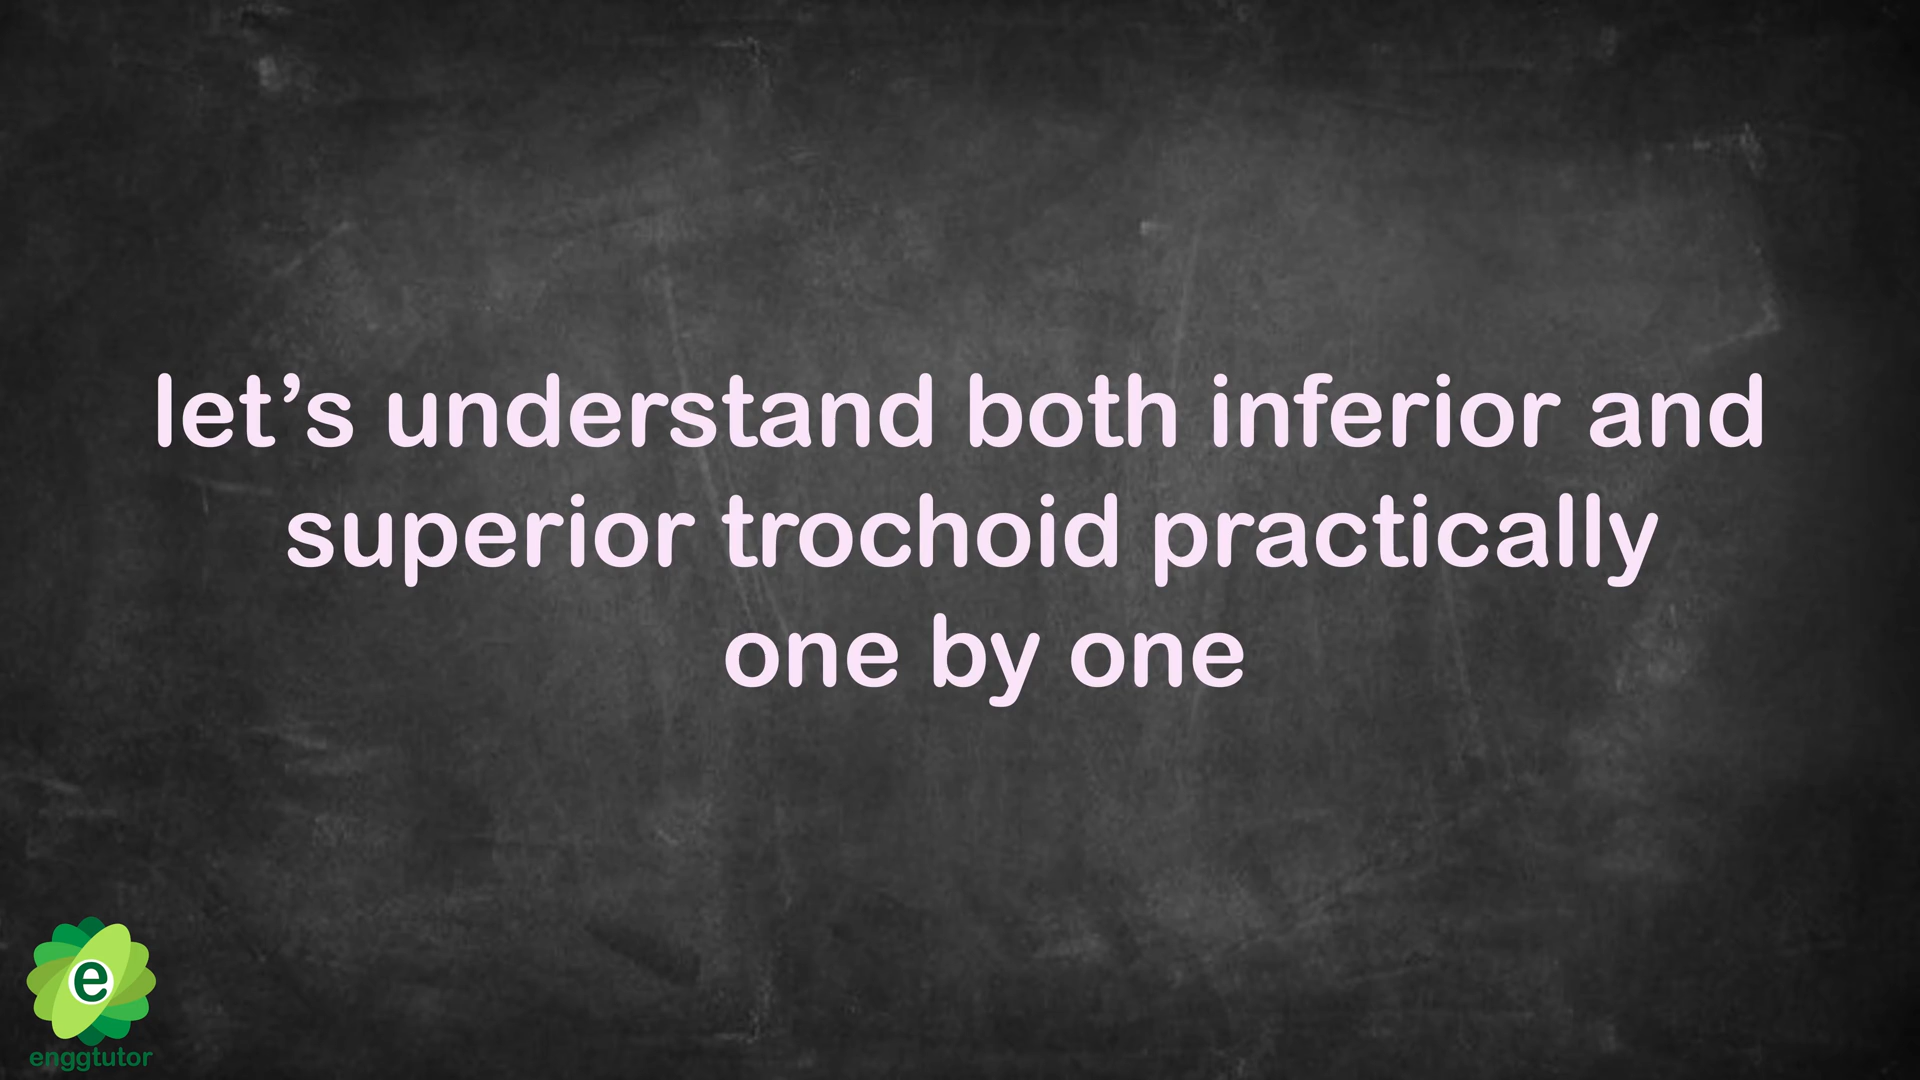 let’s understand both inferior and
superior trochoid practically
one by one
e
enggtutor